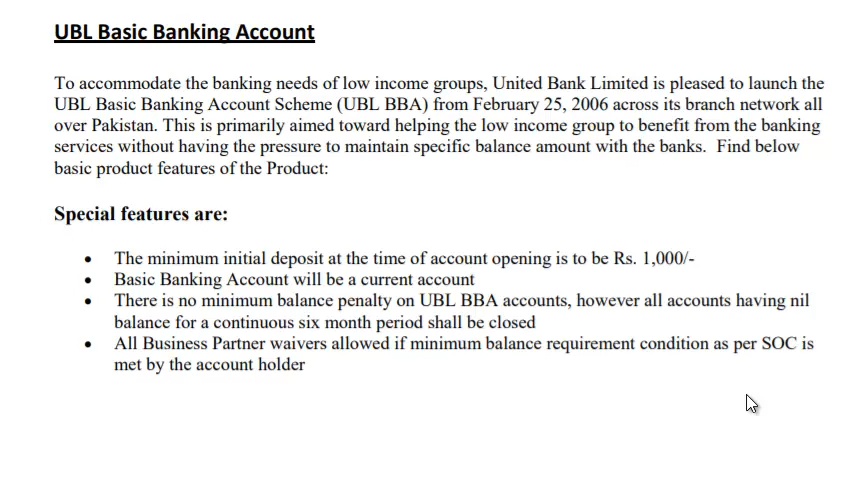 UBL Basic Banking Account
To accommodate the banking needs of low income groups, United Bank Limited is pleased to launch the
UBL Basic Banking Account Scheme (UBL BBA) from February 25, 2006 across its branch network all
over Pakistan. This is primarily aimed toward helping the low income group to benefit from the banking
services without having the pressure to maintain specific balance amount with the banks.  Find below
basic product features of the Product:
Special features are:
• The minimum initial deposit at the time of account opening is to be Rs. 1,000/-
• Basic Banking Account will be a current account
• There is no minimum balance penalty on UBL BBA accounts, however all accounts having nil
balance for a continuous six month period shall be closed
• All Business Partner waivers allowed if minimum balance requirement condition as per SOC is
met by the account holder